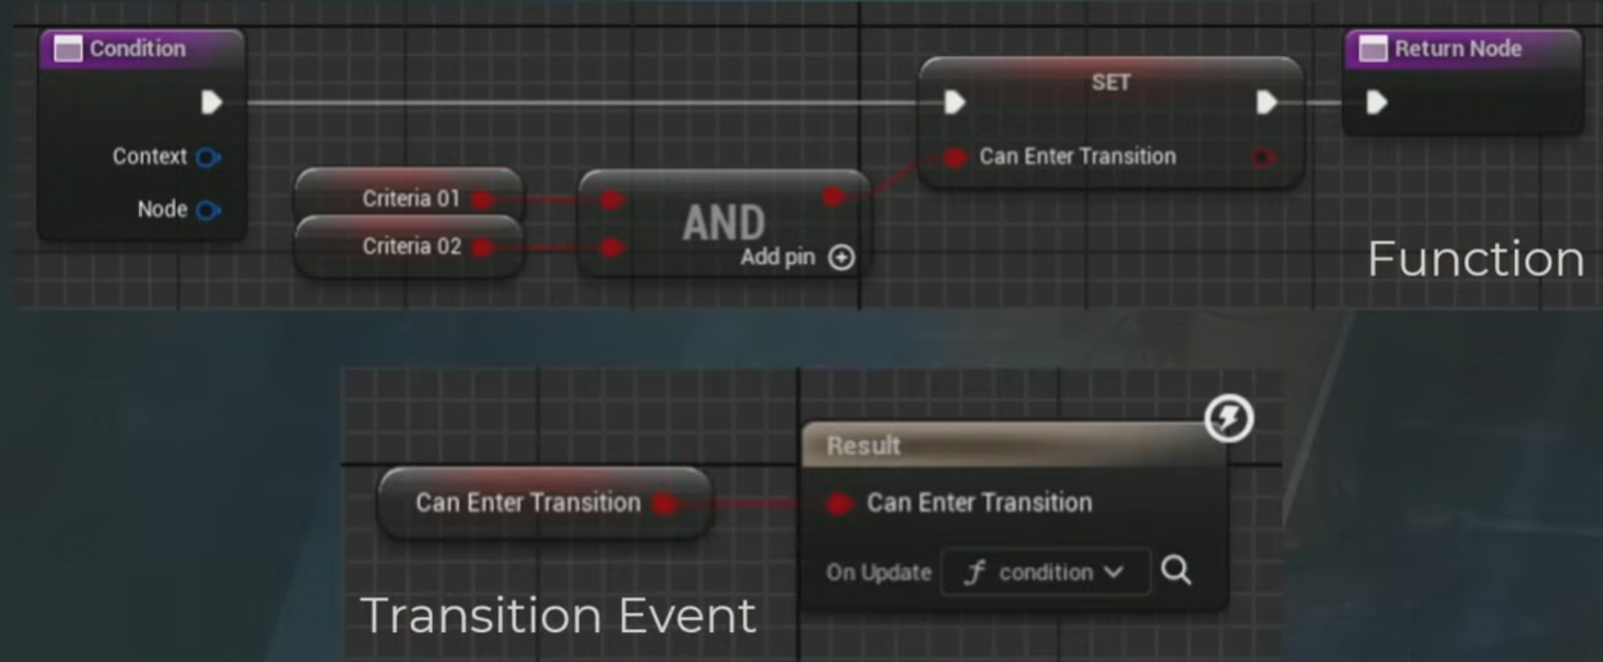 Condition
Return Node
SET
Context
Can Enter Transition
Node
Criteria 01
Criteria 02
AND
Add pin
Function
Result
Can Enter Transition
Can Enter Transition
On Update
f condition
Transition Event